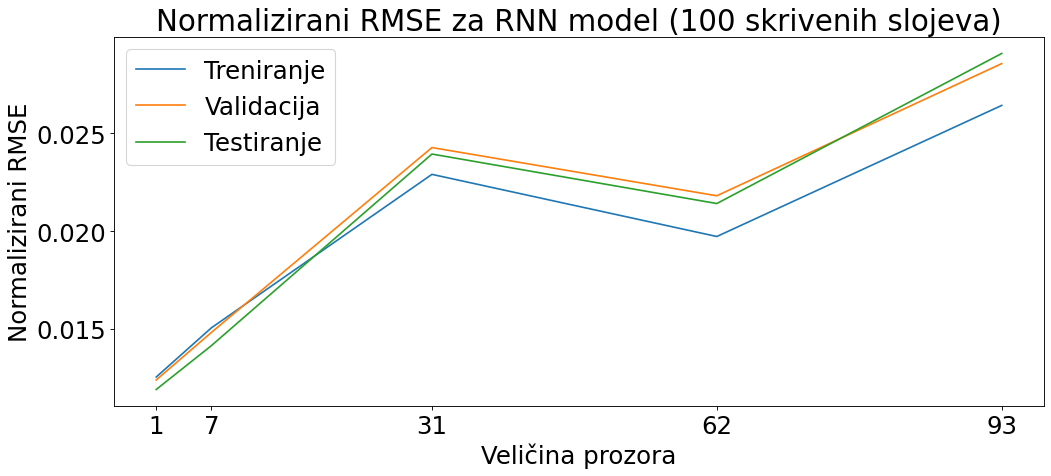 Normalizirani RMSE za RNN model (100 skrivenih slojeva)
Treniranje
Validacija
Testiranje
Normalizirani RMSE
0.025
0.020
0.015
1 7 31 62 93
Veličina prozora